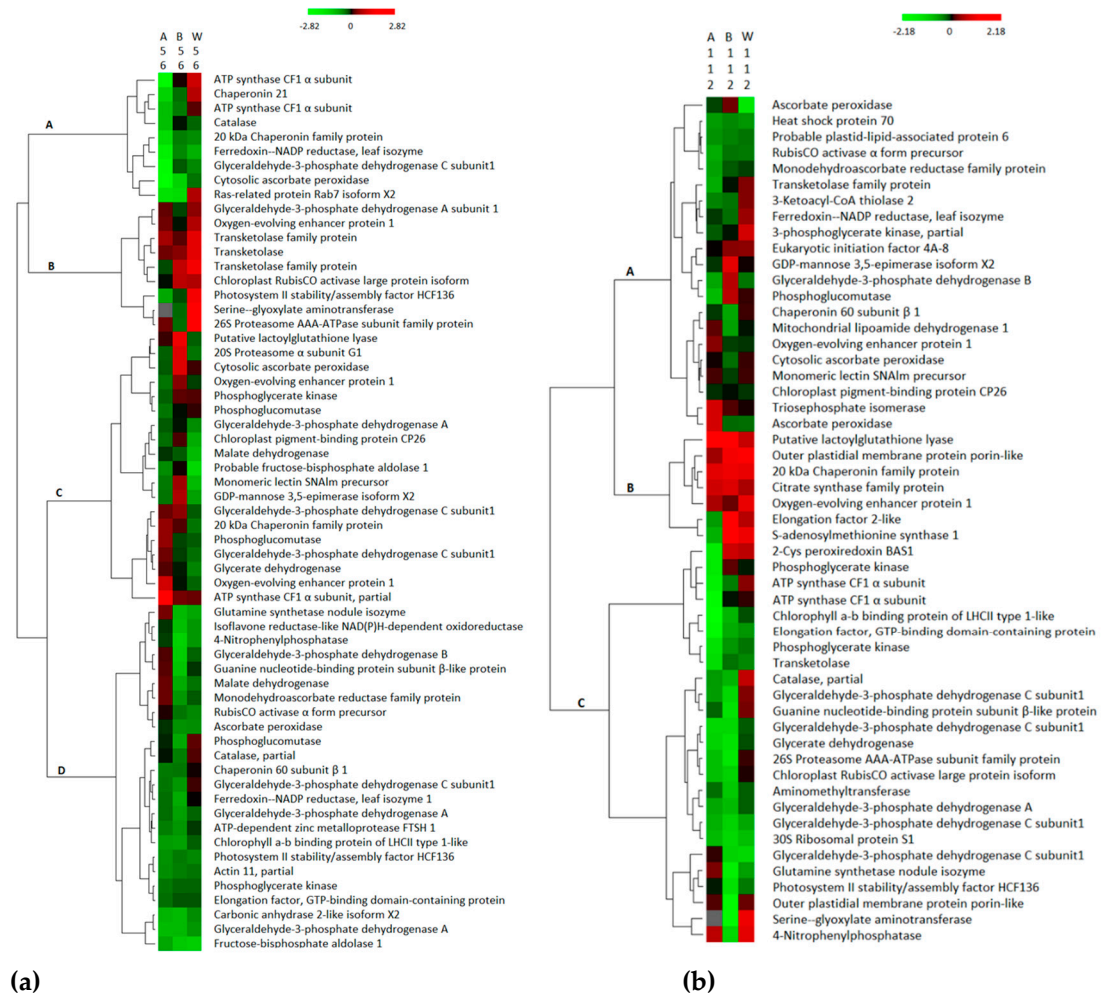 -2.82 0 2.82
A56 B56 W56
ATP synthase CF1 α subunit
Chaperonin 21
ATP synthase CF1 α subunit
Catalase
20 kDa Chaperonin family protein
Ferredoxin--NADP reductase, leaf isozyme
Glyceraldehyde-3-phosphate dehydrogenase C subunit1
Cytosolic ascorbate peroxidase
Ras-related protein Rab7 isoform X2
Glyceraldehyde-3-phosphate dehydrogenase A subunit 1
Oxygen-evolving enhancer protein 1
Transketolase family protein
Transketolase
Transketolase family protein
Chloroplast RubisCO activase large protein isoform
Photosystem II stability/assembly factor HCF136
Serine--glyoxylate aminotransferase
26S Proteasome AAA-ATPase subunit family protein
Putative lactoylglutathione lyase
20S Proteasome α subunit G1
Cytosolic ascorbate peroxidase
Oxygen-evolving enhancer protein 1
Phosphoglycerate kinase
Phosphoglucomutase
Glyceraldehyde-3-phosphate dehydrogenase A
Chloroplast pigment-binding protein CP26
Malate dehydrogenase
Probable fructose-bisphosphate aldolase 1
Monomeric lectin SNAlm precursor
GDP-mannose 3,5-epimerase isoform X2
Glyceraldehyde-3-phosphate dehydrogenase C subunit1
20 kDa Chaperonin family protein
Phosphoglucomutase
Glyceraldehyde-3-phosphate dehydrogenase C subunit1
Glycerate dehydrogenase
Oxygen-evolving enhancer protein 1
ATP synthase CF1 α subunit, partial
Glutamine synthetase nodule isozyme
Isoflavone reductase-like NAD(P)H-dependent oxidoreductase
4-Nitrophenylphosphatase
Glyceraldehyde-3-phosphate dehydrogenase B
Guanine nucleotide-binding protein subunit β-like protein
Malate dehydrogenase
Monodehydroascorbate reductase family protein
RubisCO activase α form precursor
Ascorbate peroxidase
Phosphoglucomutase
Catalase, partial
Chaperonin 60 subunit β 1
Glyceraldehyde-3-phosphate dehydrogenase C subunit1
Ferredoxin--NADP reductase, leaf isozyme 1
Glyceraldehyde-3-phosphate dehydrogenase A
ATP-dependent zinc metalloprotease FTSH 1
Chlorophyll a-b binding protein of LHCII type 1-like
Photosystem II stability/assembly factor HCF136
Actin 11, partial
Phosphoglycerate kinase
Elongation factor, GTP-binding domain-containing protein
Carbonic anhydrase 2-like isoform X2
Glyceraldehyde-3-phosphate dehydrogenase A
Fructose-bisphosphate aldolase 1
A
B
C
D
(a)
-2.18 0 2.18
A112 B112 W112
Ascorbate peroxidase
Heat shock protein 70
Probable plastid-lipid-associated protein 6
RubisCO activase α form precursor
Monodehydroascorbate reductase family protein
Transketolase family protein
3-Ketoacyl-CoA thiolase 2
Ferredoxin--NADP reductase, leaf isozyme
3-phosphoglycerate kinase, partial
Eukaryotic initiation factor 4A-8
GDP-mannose 3,5-epimerase isoform X2
Glyceraldehyde-3-phosphate dehydrogenase B
Phosphoglucomutase
Chaperonin 60 subunit β 1
Mitochondrial lipoamide dehydrogenase 1
Oxygen-evolving enhancer protein 1
Cytosolic ascorbate peroxidase
Monomeric lectin SNAlm precursor
Chloroplast pigment-binding protein CP26
Triosephosphate isomerase
Ascorbate peroxidase
Putative lactoylglutathione lyase
Outer plastidial membrane protein porin-like
20 kDa Chaperonin family protein
Citrate synthase family protein
Oxygen-evolving enhancer protein 1
Elongation factor 2-like
S-adenosylmethionine synthase 1
2-Cys peroxiredoxin BAS1
Phosphoglycerate kinase
ATP synthase CF1 α subunit
ATP synthase CF1 α subunit
Chlorophyll a-b binding protein of LHCII type 1-like
Elongation factor, GTP-binding domain-containing protein
Phosphoglycerate kinase
Transketolase
Catalase, partial
Glyceraldehyde-3-phosphate dehydrogenase C subunit1
Guanine nucleotide-binding protein subunit β-like protein
Glyceraldehyde-3-phosphate dehydrogenase C subunit1
Glycerate dehydrogenase
26S Proteasome AAA-ATPase subunit family protein
Chloroplast RubisCO activase large protein isoform
Aminomethyltransferase
Glyceraldehyde-3-phosphate dehydrogenase A
Glyceraldehyde-3-phosphate dehydrogenase C subunit1
30S Ribosomal protein S1
Glyceraldehyde-3-phosphate dehydrogenase C subunit1
Glutamine synthetase nodule isozyme
Photosystem II stability/assembly factor HCF136
Outer plastidial membrane protein porin-like
Serine--glyoxylate aminotransferase
4-Nitrophenylphosphatase
A
B
C
(b)